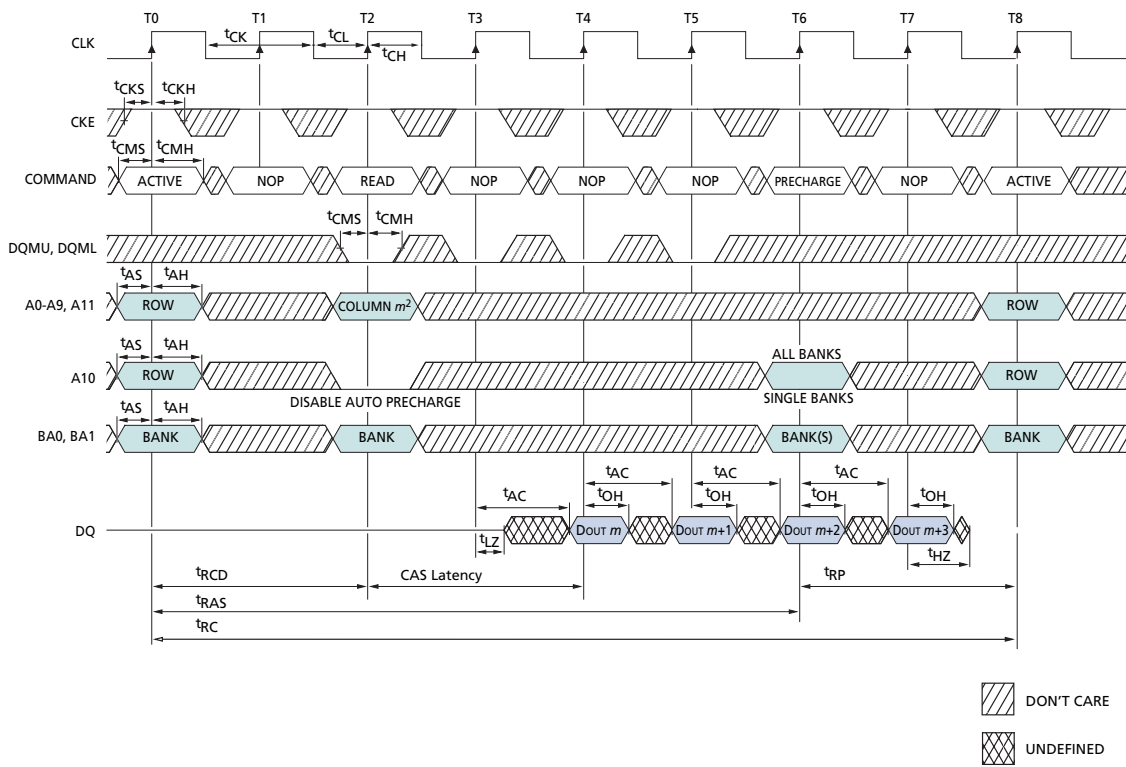 T0 T1 T2 T3 T4 T5 T6 T7 T8
CLK
tCK tCL tCH
tCKS tCKH
CKE
tCMS tCMH
COMMAND ACTIVE NOP READ NOP NOP NOP PRECHARGE NOP ACTIVE
tCMS tCMH
DQMU, DQML
tAS tAH
A0-A9, A11 ROW COLUMN m2 ROW
tAS tAH ALL BANKS
A10 ROW ROW
DISABLE AUTO PRECHARGE SINGLE BANKS
tAS tAH
BA0, BA1 BANK BANK BANK(S) BANK
tAC tAC tAC
tAC tOH tOH tOH tOH
DQ DOUT m DOUT m+1 DOUT m+2 DOUT m+3
tLZ tHZ
tRCD CAS Latency tRP
tRAS
tRC
DON'T CARE
UNDEFINED